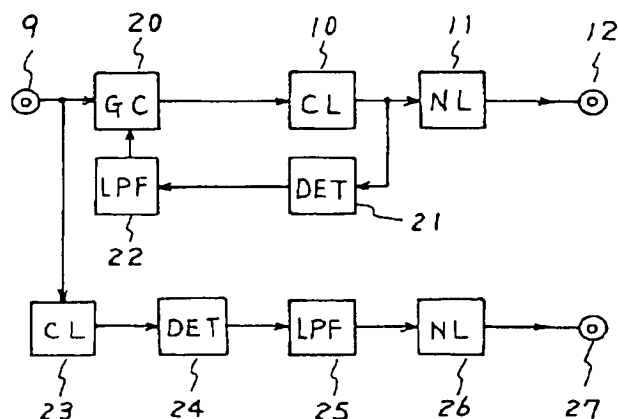 9 20 10 11 12
GC CL NL
LPF DET
22 21
CL DET LPF NL
23 24 25 26 27